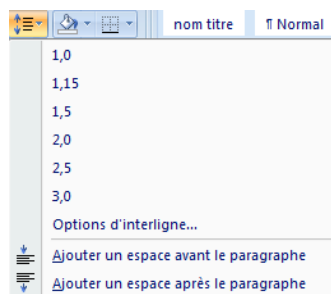 nom titre ¶ Normal
1,0
1,15
1,5
2,0
2,5
3,0
Options d'interligne...
Ajouter un espace avant le paragraphe
Ajouter un espace après le paragraphe